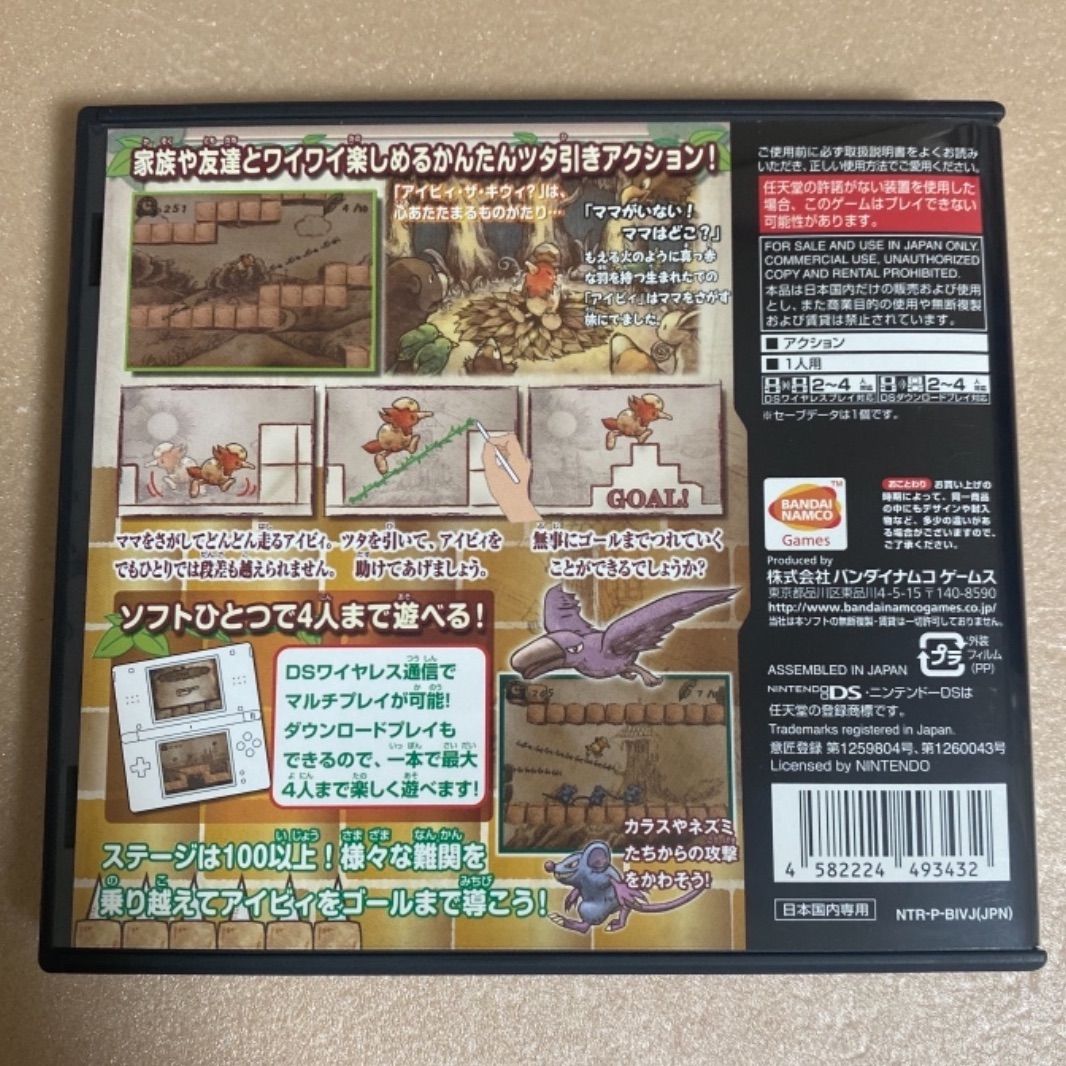 家族や友達とワイワイ楽しめるかんたんツタ引きアクション！
251
4/10
「アイビィ・ザ・キウィ？」は、
心あたたまるものがたり…
「ママがいない！
ママはどこ？」
もえる火のように真っ赤
な羽を持つ生まれたての
「アイビィ」はママをさがす
旅にでました。
GOAL!
ママをさがしてどんどん走るアイビィ。
でもひとりでは段差も越えられません。
ツタを引いて、アイビィを
助けてあげましょう。
無事にゴールまでつれていく
ことができるでしょうか？
ソフトひとつで4人まで遊べる！
DSワイヤレス通信で
マルチプレイが可能！
ダウンロードプレイも
できるので、一本で最大
4人まで楽しく遊べます！
265
7/10
カラスやネズミ
たちからの攻撃
をかわそう！
ステージは100以上！様々な難関を
乗り越えてアイビィをゴールまで導こう！
ご使用前に必ず取扱説明書をよくお読み
いただき、正しい使用方法でご愛用ください。
任天堂の許諾がない装置を使用した
場合、このゲームはプレイできない
可能性があります。
FOR SALE AND USE IN JAPAN ONLY.
COMMERCIAL USE, UNAUTHORIZED
COPY AND RENTAL PROHIBITED.
本品は日本国内だけの販売および使用
とし、また商業目的の使用や無断複製
および賃貸は禁止されています。
■ アクション
■ 1人用
2～4人対応
DSワイヤレスプレイ対応
2～4人対応
DSダウンロードプレイ対応
※セーブデータは1個です。
BANDAI
NAMCO
Games
TM
おことわり お買い上げの
時期によって、同一商品
の中にもデザインや封入
物など、多少の違いがあ
る場合がございますので、
ご了承ください。
Produced by
株式会社 バンダイナムコ ゲームス
東京都品川区東品川4-5-15 〒140-8590
http://www.bandainamcogames.co.jp/
当社は本ソフトの無断複製・賃貸は一切許可しておりません。
プラ
外装
フィルム
(PP)
ASSEMBLED IN JAPAN
NINTENDO DS・ニンテンドーDSは
任天堂の登録商標です。
Trademarks registered in Japan.
意匠登録 第1259804号、第1260043号
Licensed by NINTENDO
4 582224 493432
日本国内専用
NTR-P-BIVJ(JPN)